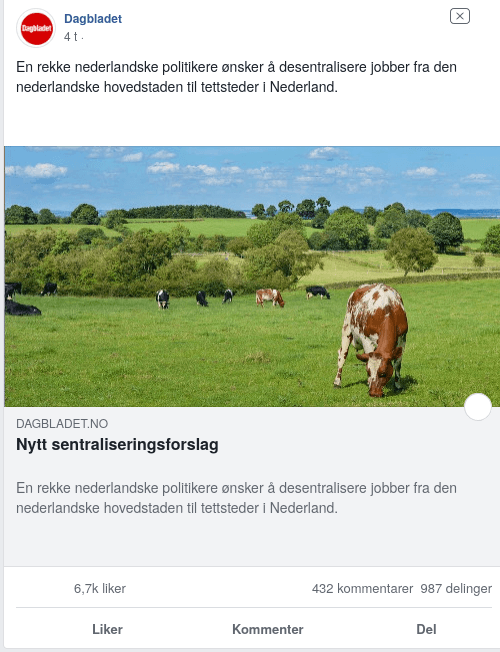 Dagbladet
Dagbladet
4 t ·
En rekke nederlandske politikere ønsker å desentralisere jobber fra den
nederlandske hovedstaden til tettsteder i Nederland.
DAGBLADET.NO
Nytt sentraliseringsforslag
En rekke nederlandske politikere ønsker å desentralisere jobber fra den
nederlandske hovedstaden til tettsteder i Nederland.
6,7k liker 432 kommentarer 987 delinger
Liker Kommenter Del